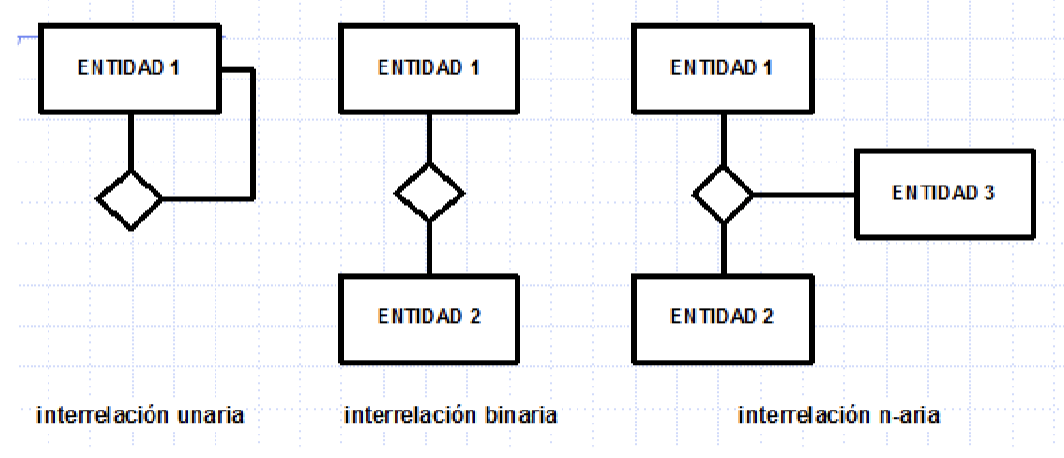 ENTIDAD 1
interrelación unaria
ENTIDAD 1
ENTIDAD 2
interrelación binaria
ENTIDAD 1
ENTIDAD 3
ENTIDAD 2
interrelación n-aria